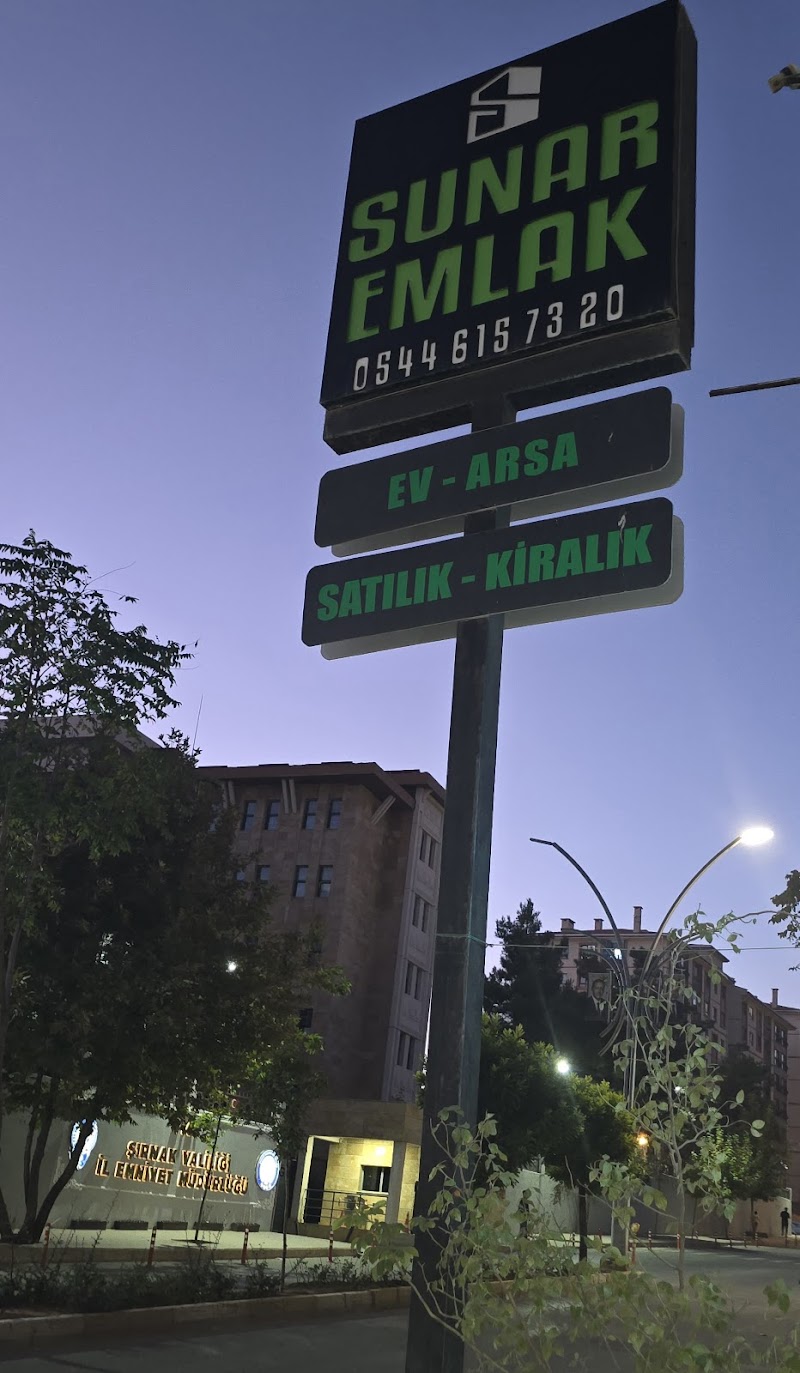 SUNAR
EMLAK
0544 615 73 20
EV - ARSA
SATILIK - KİRALIK
ŞIRNAK VALİLİĞİ
İL EMNİYET MÜDÜRLÜĞÜ